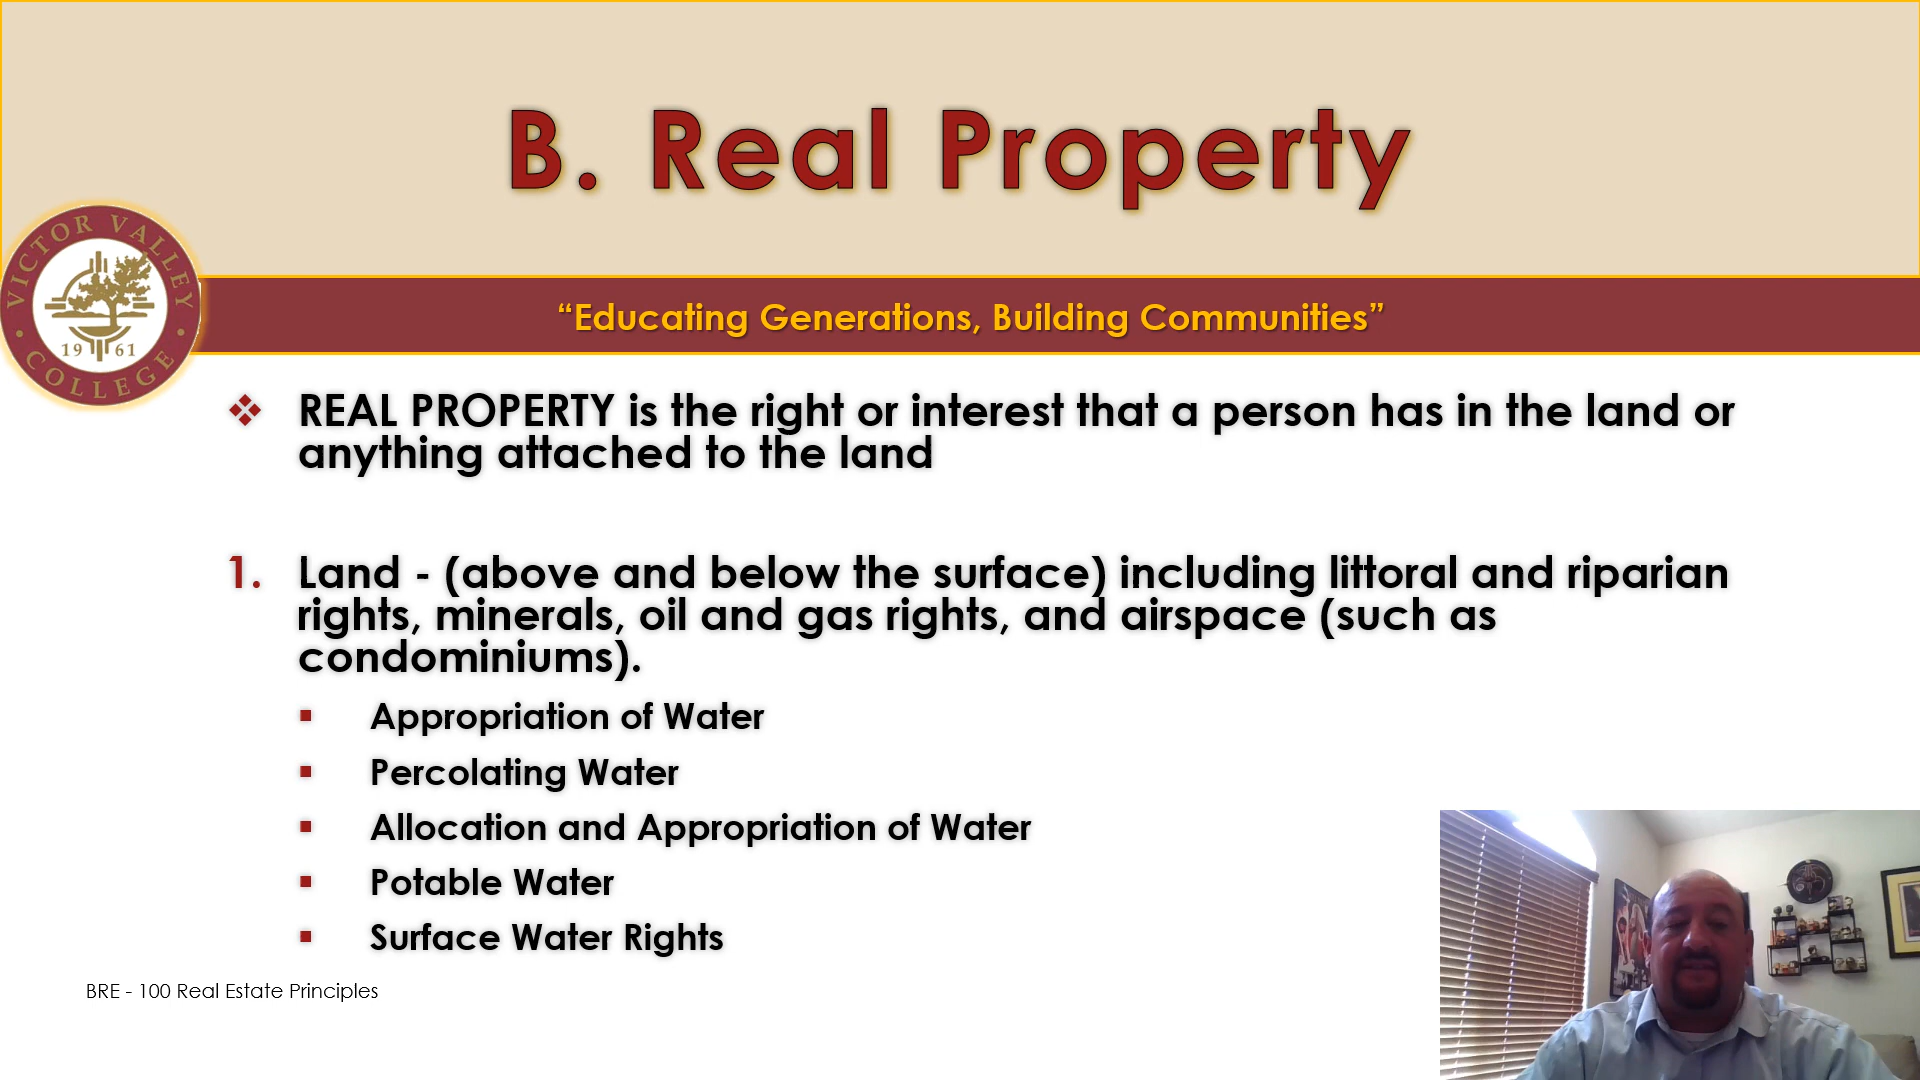 B. Real Property
VICTOR VALLEY
19 61
COLLEGE
“Educating Generations, Building Communities”
❖ REAL PROPERTY is the right or interest that a person has in the land or
anything attached to the land
1. Land - (above and below the surface) including littoral and riparian
rights, minerals, oil and gas rights, and airspace (such as
condominiums).
▪ Appropriation of Water
▪ Percolating Water
▪ Allocation and Appropriation of Water
▪ Potable Water
▪ Surface Water Rights
BRE - 100 Real Estate Principles